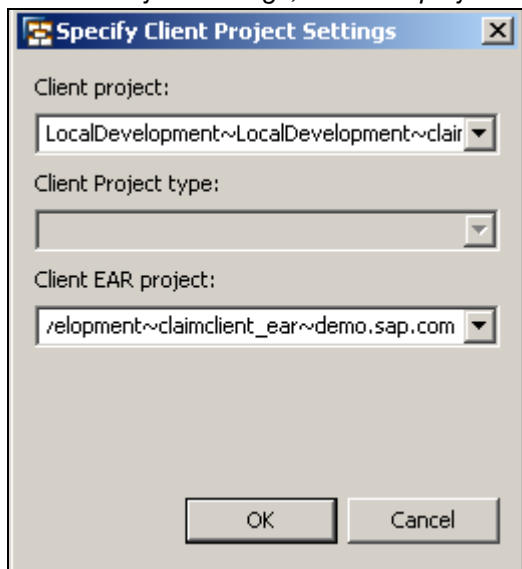 Specify Client Project Settings
Client project:
LocalDevelopment~LocalDevelopment~clair
Client Project type:
Client EAR project:
velopment~claimclient_ear~demo.sap.com
OK
Cancel